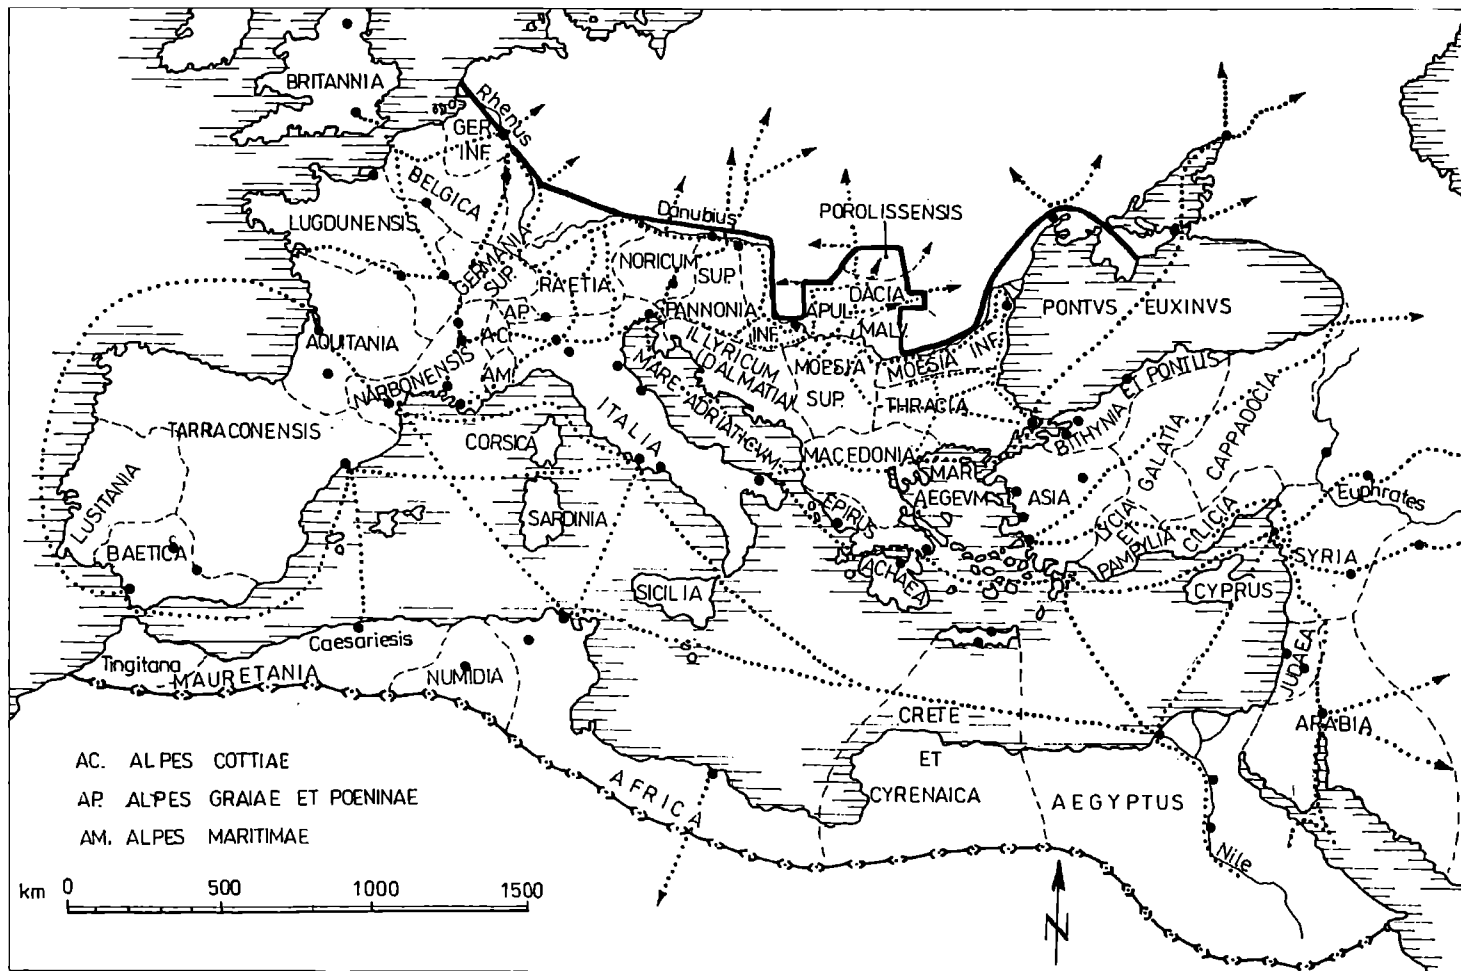 BRITANNIA
Rhenus
GER.
INF.
BELGICA
LUGDUNENSIS
GERMANIA
SUP.
Danubius
POROLISSENSIS
NORICUM
SUP.
RAETIA
DACIA
PONTVS EUXINVS
AP.
PANNONIA
INF.
APUL.
MALV.
AQUITANIA
A.C.
ILLYRICUM
(DALMATIA)
MOESIA
SUP.
MOESIA INF.
NARBONENSIS
AM.
MARE ADRIATICVM
THRACIA
BITHYNIA ET PONTUS
ITALIA
TARRACONENSIS
CORSICA
MACEDONIA
MARE
AEGEVM
ASIA
GALATIA
CAPPADOCIA
Euphrates
LUSITANIA
SARDINIA
EPIRUS
LYCIA
ET
PAMPYLIA
CILICIA
BAETICA
SYRIA
ACHAEA
SICILIA
CYPRUS
Caesariesis
Tingitana
MAURETANIA
NUMIDIA
JUDAEA
CRETE
ET
CYRENAICA
ARABIA
AFRICA
AEGYPTUS
Nile
AC. ALPES COTTIAE
AP. ALPES GRAIAE ET POENINAE
AM. ALPES MARITIMAE
km 0 500 1000 1500
N